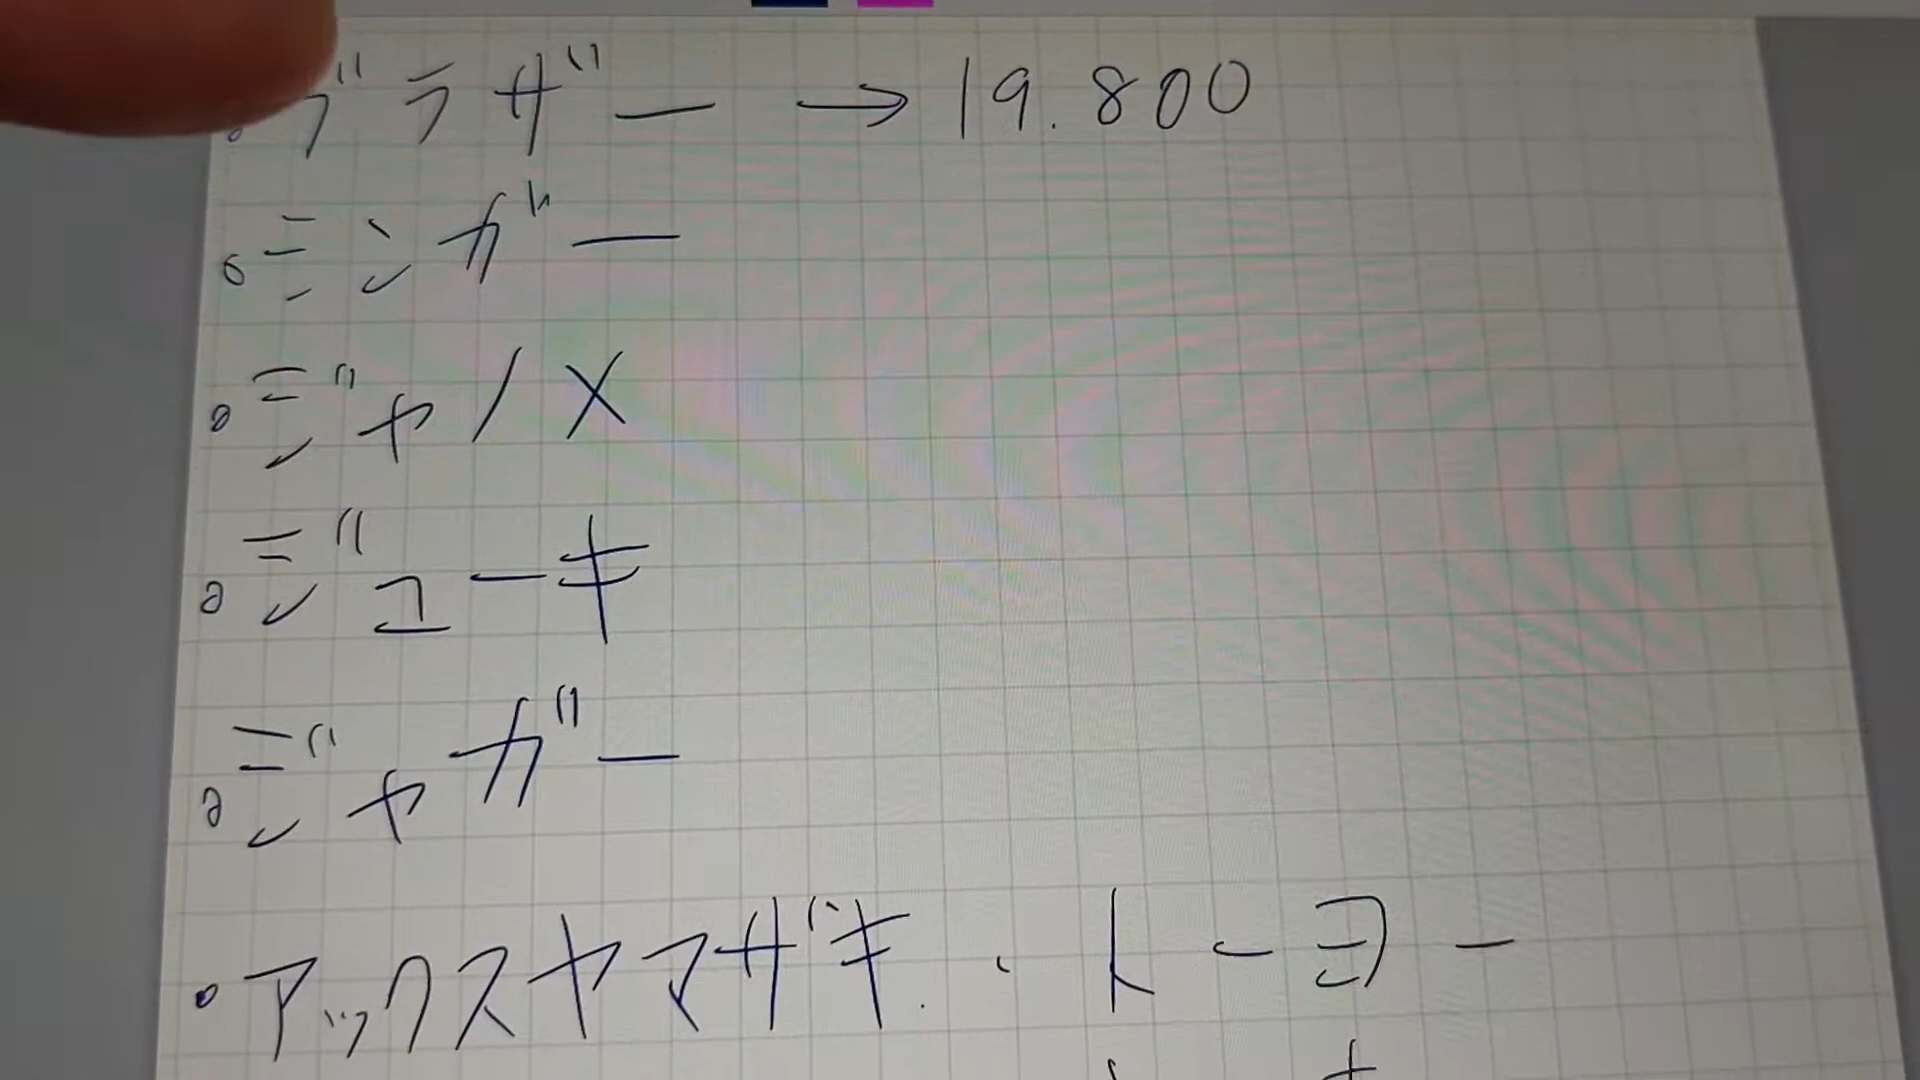 ・ブラザー → 19.800
・シンガー
・ジャノメ
・ジューキ
・ジャガー
・アックスヤマザキ ・トーヨー